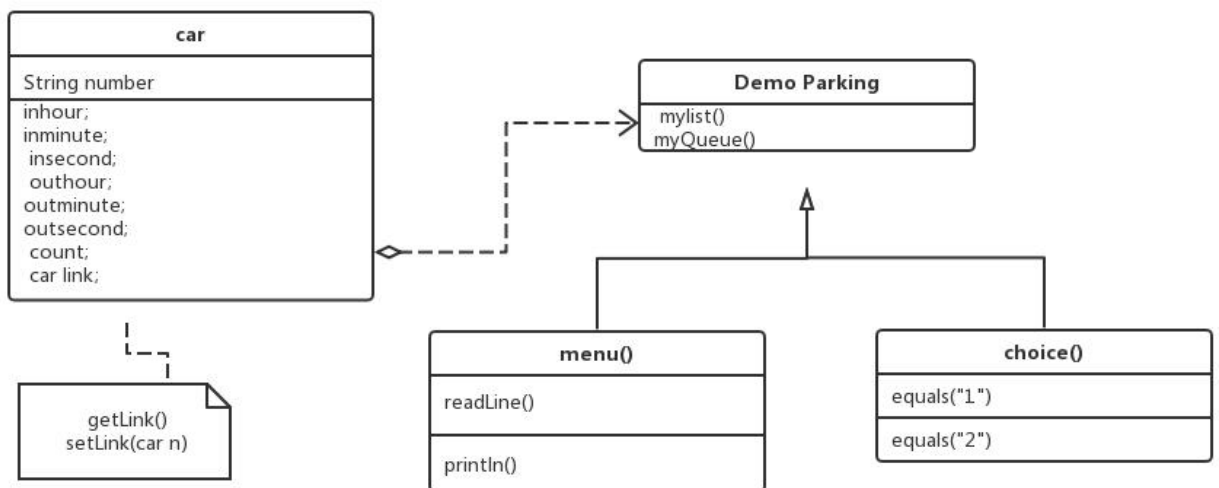 car
String number
inhour;
inminute;
insecond;
outhour;
outminute;
outsecond;
count;
car link;
getLink()
setLink(car n)
Demo Parking
mylist()
myQueue()
menu()
readLine()
println()
choice()
equals("1")
equals("2")